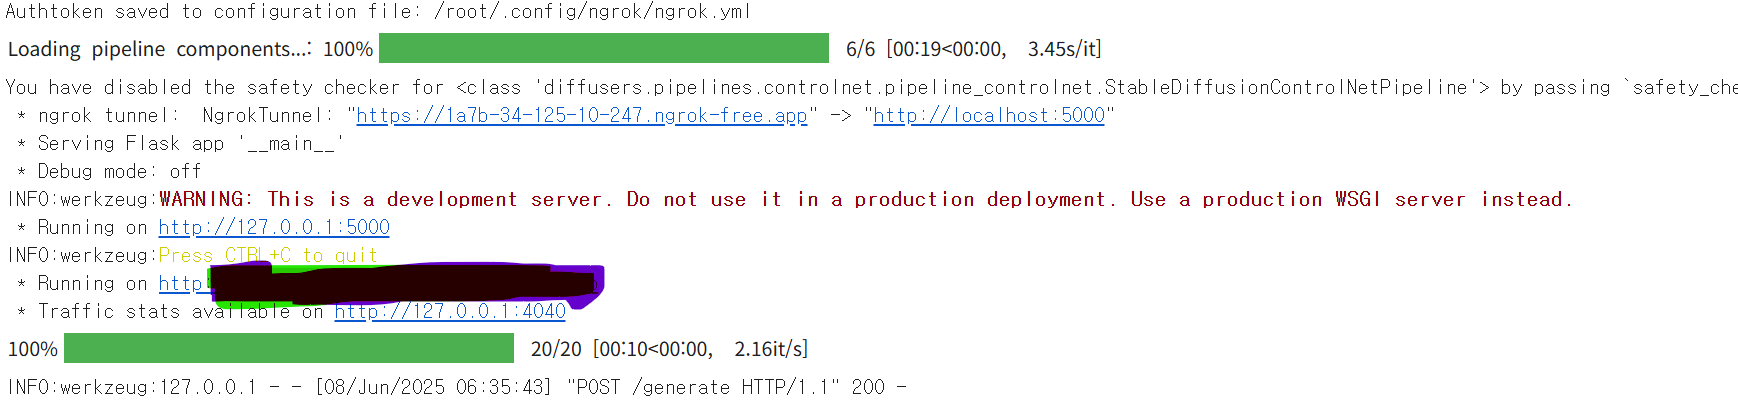 Authtoken saved to configuration file: /root/.config/ngrok/ngrok.yml
Loading pipeline components...: 100% 6/6 [00:19<00:00, 3.45s/it]
You have disabled the safety checker for <class 'diffusers.pipelines.controlnet.pipeline_controlnet.StableDiffusionControlNetPipeline'> by passing `safety_che
* ngrok tunnel: NgrokTunnel: "https://1a7b-34-125-10-247.ngrok-free.app" -> "http://localhost:5000"
* Serving Flask app '__main__'
* Debug mode: off
INFO:werkzeug:WARNING: This is a development server. Do not use it in a production deployment. Use a production WSGI server instead.
* Running on http://127.0.0.1:5000
INFO:werkzeug:Press CTRL+C to quit
* Running on http:
* Traffic stats available on http://127.0.0.1:4040
100% 20/20 [00:10<00:00, 2.16it/s]
INFO:werkzeug:127.0.0.1 - - [08/Jun/2025 06:35:43] "POST /generate HTTP/1.1" 200 -